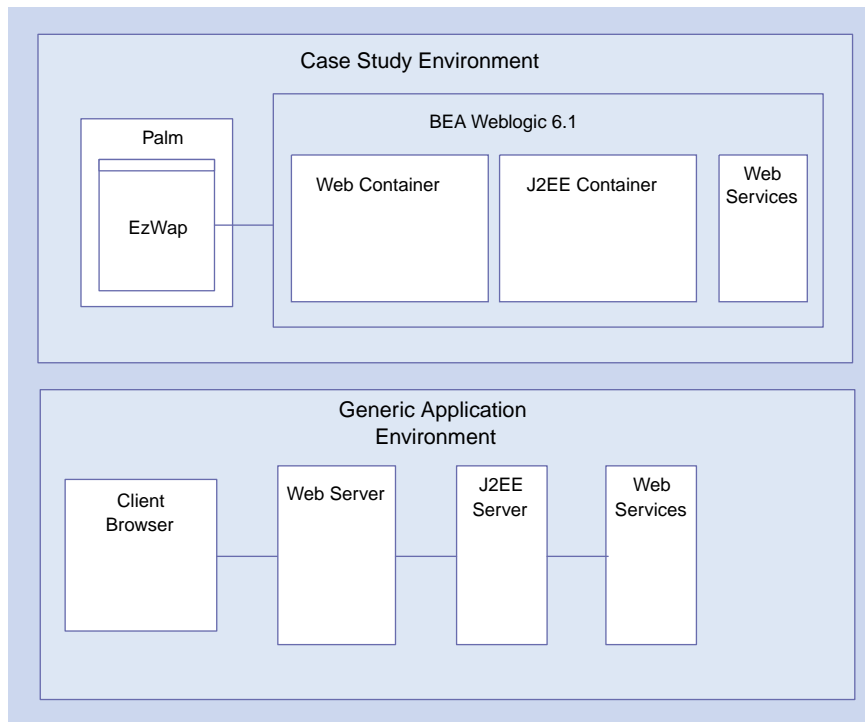 Case Study Environment
BEA Weblogic 6.1
Palm
EzWap
Web Container
J2EE Container
Web
Services
Generic Application
Environment
Client
Browser
Web Server
J2EE
Server
Web
Services